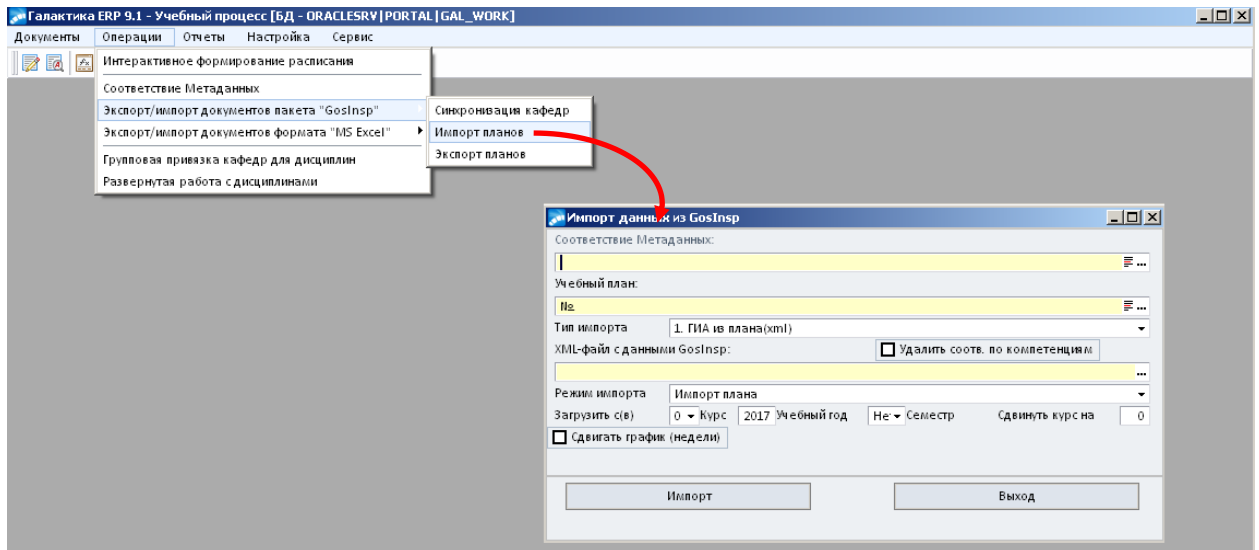 Галактика ERP 9.1 - Учебный процесс [БД - ORACLESRV|PORTAL|GAL_WORK]
Документы Операции Отчеты Настройка Сервис
Интерактивное формирование расписания
Соответствие Метаданных
Экспорт/импорт документов пакета "GosInsp"
Экспорт/импорт документов формата "MS Excel"
Групповая привязка кафедр для дисциплин
Развернутая работа с дисциплинами
Синхронизация кафедр
Импорт планов
Экспорт планов
Импорт данных из GosInsp
Соответствие Метаданных:
Учебный план:
№
Тип импорта 1. ГИА из плана(xml)
XML-файл с данными GosInsp: Удалить соотв. по компетенциям
Режим импорта Импорт плана
Загрузить с(в) 0 Курс 2017 Учебный год Нет Семестр Сдвинуть курс на 0
Сдвигать график (недели)
Импорт Выход